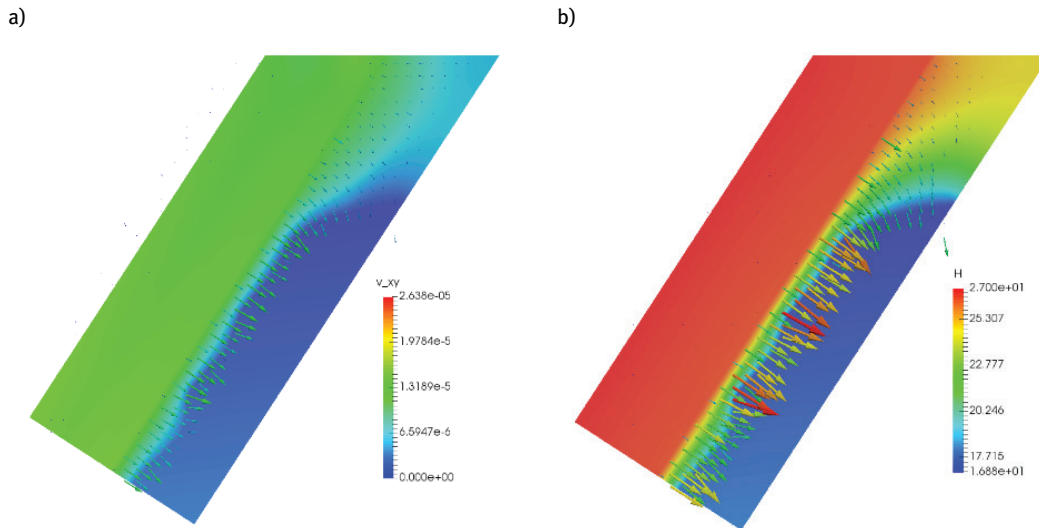 a)
b)
v_xy
2.638e-05
1.9784e-5
1.3189e-5
6.5947e-6
0.000e+00
H
2.700e+01
25.307
22.777
20.246
17.715
1.688e+01